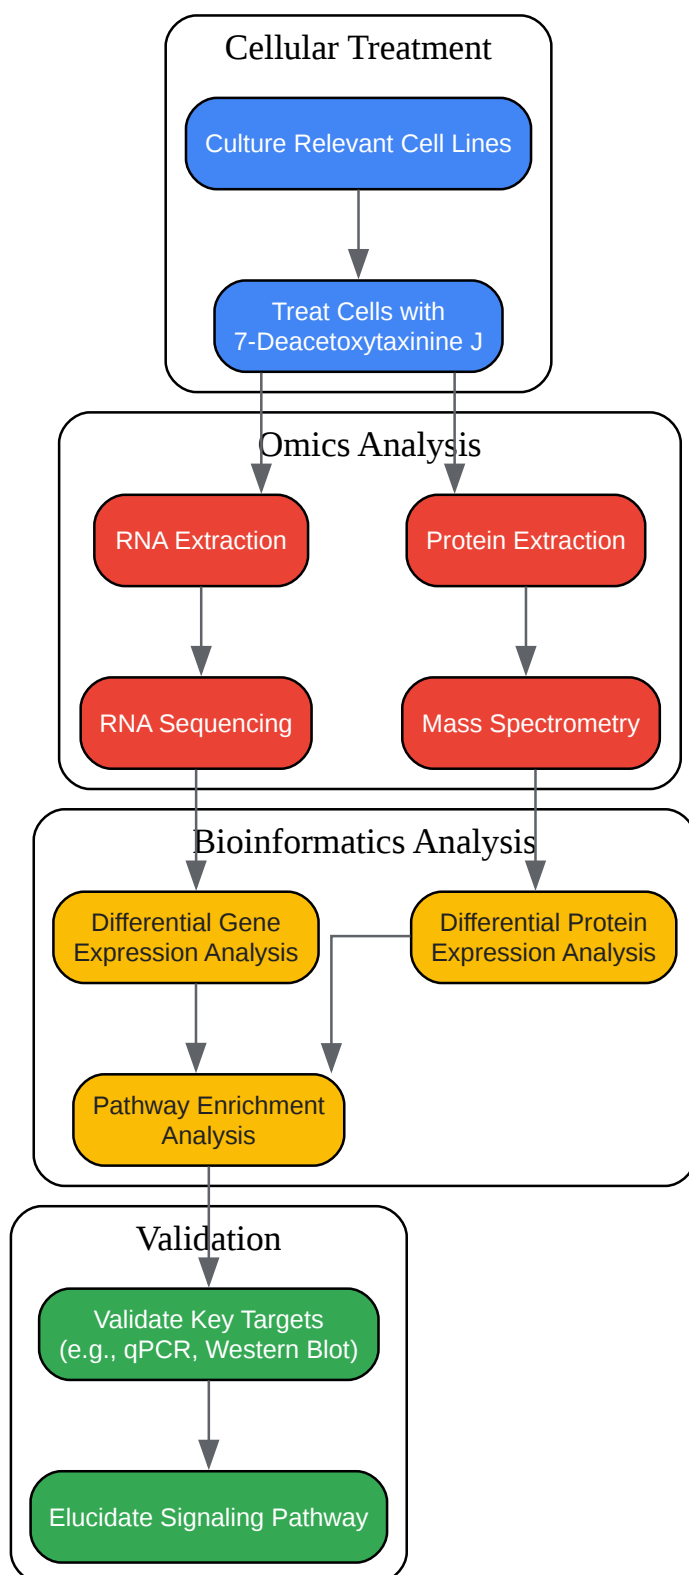 Cellular Treatment
Culture Relevant Cell Lines
Treat Cells with
7-Deacetoxytaxinine J
Omics Analysis
RNA Extraction
Protein Extraction
RNA Sequencing
Mass Spectrometry
Bioinformatics Analysis
Differential Gene
Expression Analysis
Differential Protein
Expression Analysis
Pathway Enrichment
Analysis
Validation
Validate Key Targets
(e.g., qPCR, Western Blot)
Elucidate Signaling Pathway